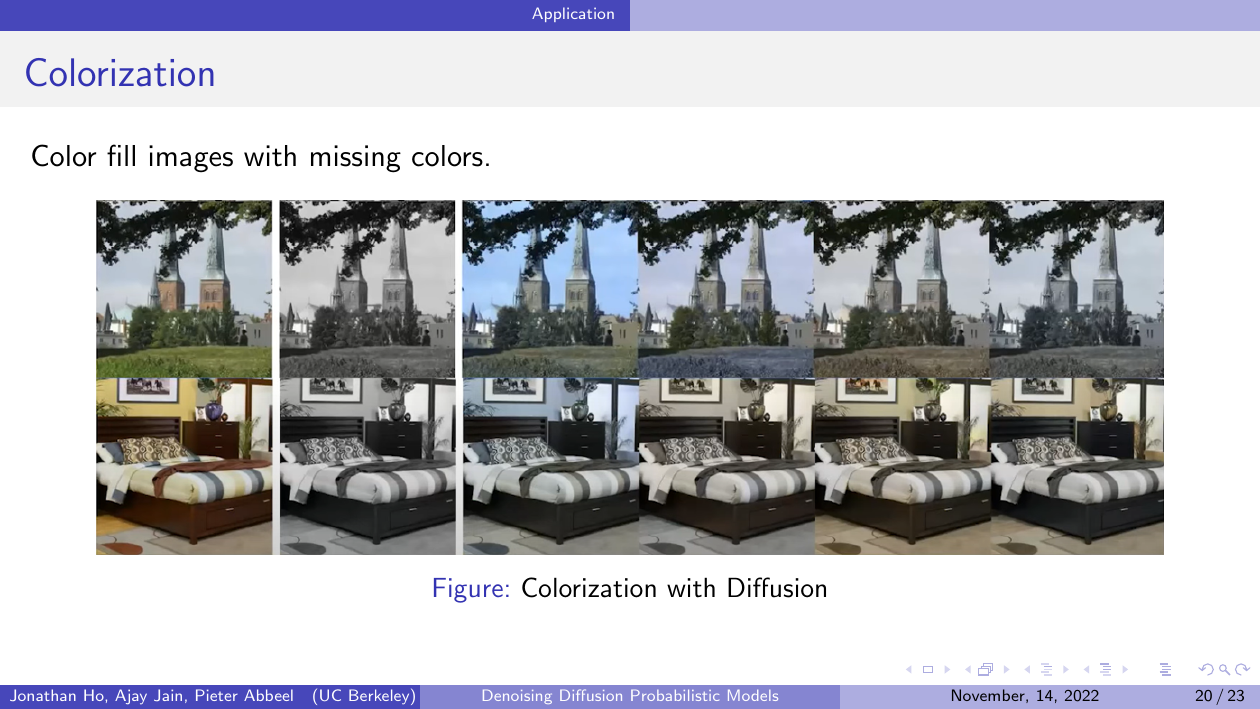 Application
Colorization
Color fill images with missing colors.
Figure: Colorization with Diffusion
Jonathan Ho, Ajay Jain, Pieter Abbeel (UC Berkeley)
Denoising Diffusion Probabilistic Models
November, 14, 2022
20 / 23